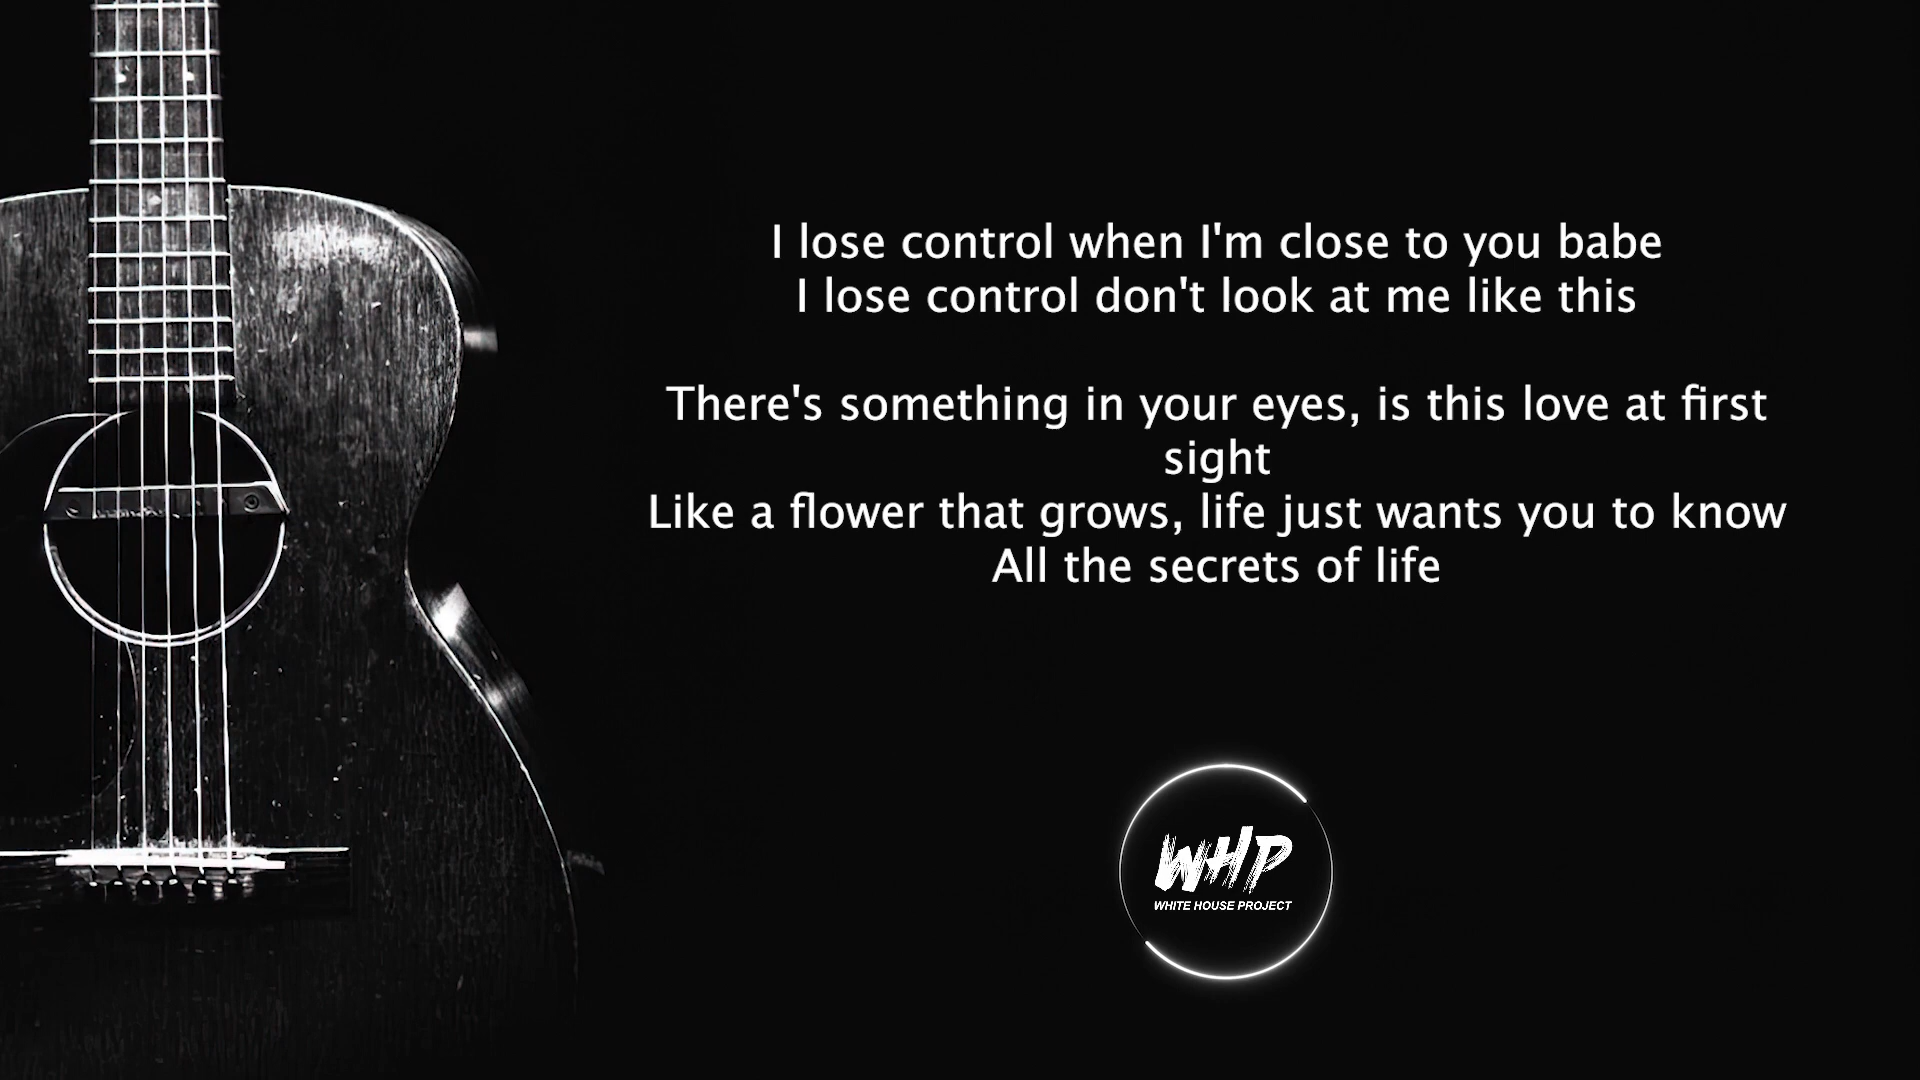 I lose control when I'm close to you babe
I lose control don't look at me like this
There's something in your eyes, is this love at first
sight
Like a flower that grows, life just wants you to know
All the secrets of life
WHP
WHITE HOUSE PROJECT